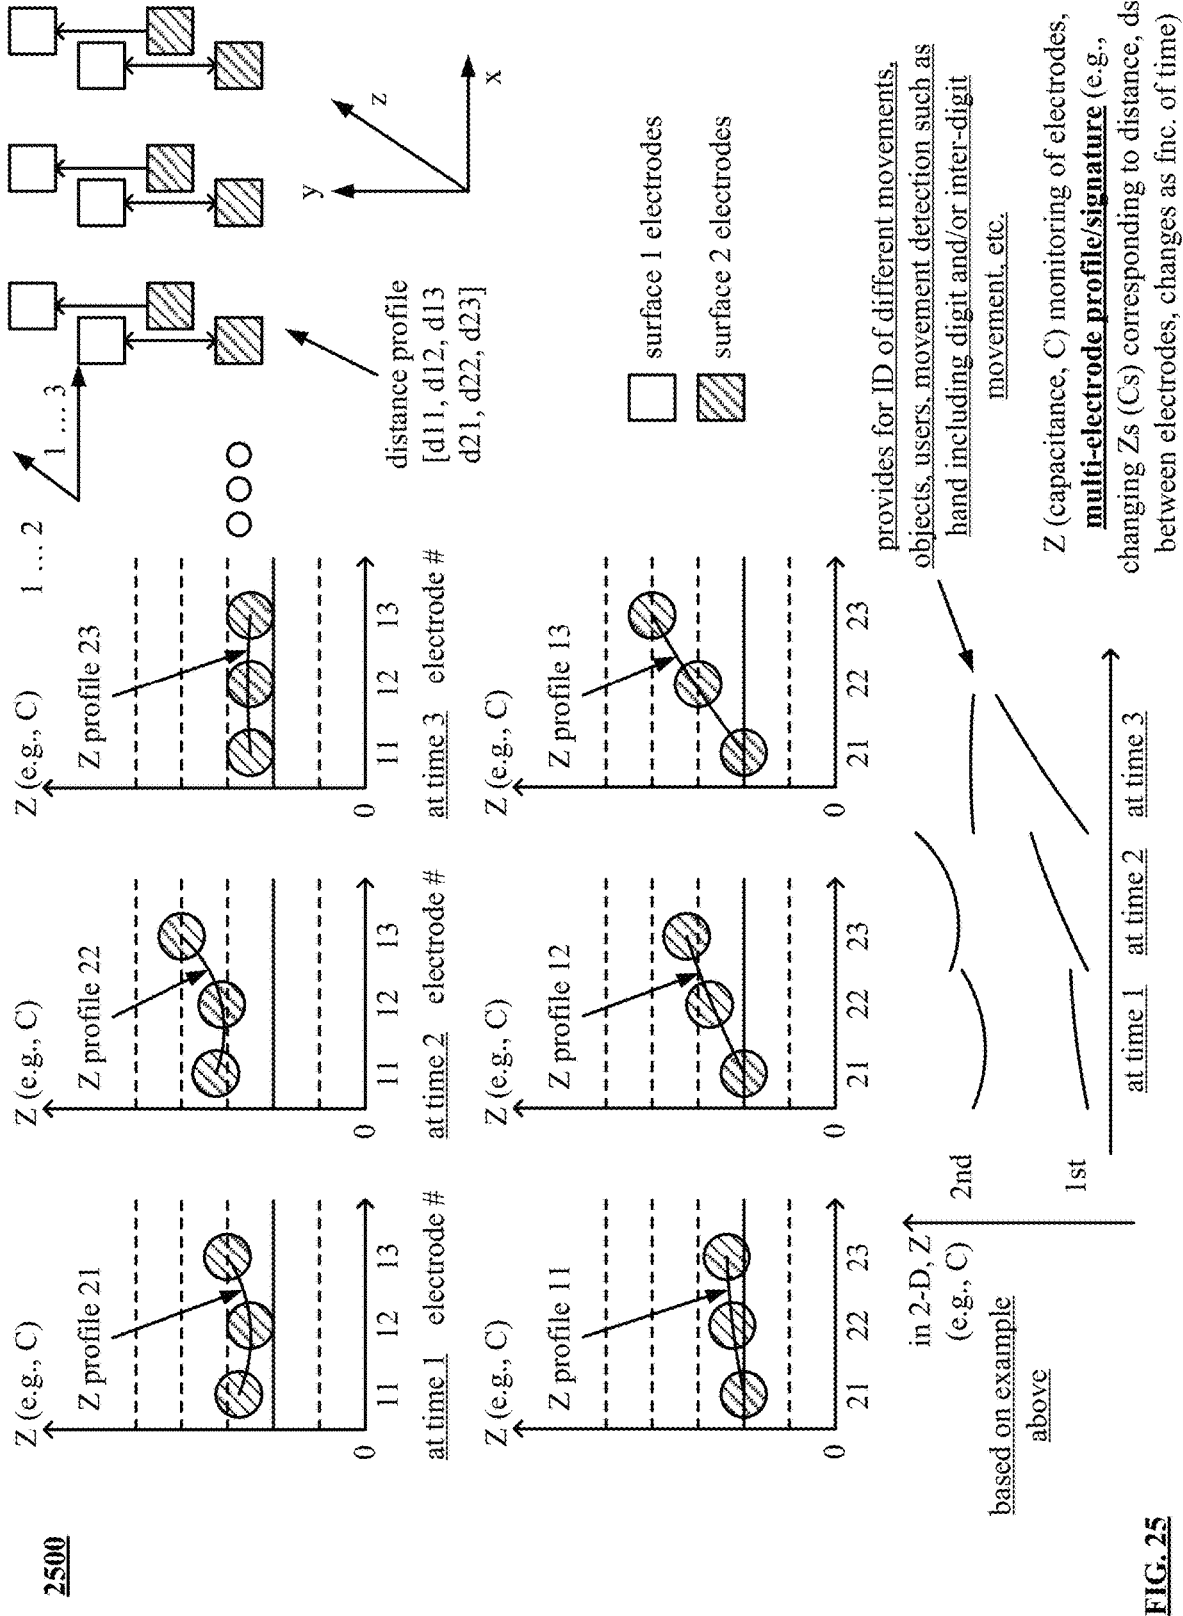 2500
Z (e.g., C)
Z profile 21
0
11 12 13
at time 1 electrode #
Z (e.g., C)
Z profile 22
0
11 12 13
at time 2 electrode #
Z (e.g., C)
Z profile 23
0
11 12 13
at time 3 electrode #
1 ... 2
1 ... 3
distance profile
[d11, d12, d13
d21, d22, d23]
y
z
x
Z (e.g., C)
Z profile 11
0
21 22 23
Z (e.g., C)
Z profile 12
0
21 22 23
Z (e.g., C)
Z profile 13
0
21 22 23
surface 1 electrodes
surface 2 electrodes
in 2-D, Z
(e.g., C)
based on example
above
2nd
1st
at time 1 at time 2 at time 3
provides for ID of different movements,
objects, users, movement detection such as
hand including digit and/or inter-digit
movement, etc.
Z (capacitance, C) monitoring of electrodes,
multi-electrode profile/signature (e.g.,
changing Zs (Cs) corresponding to distance, ds
between electrodes, changes as fnc. of time)
FIG. 25